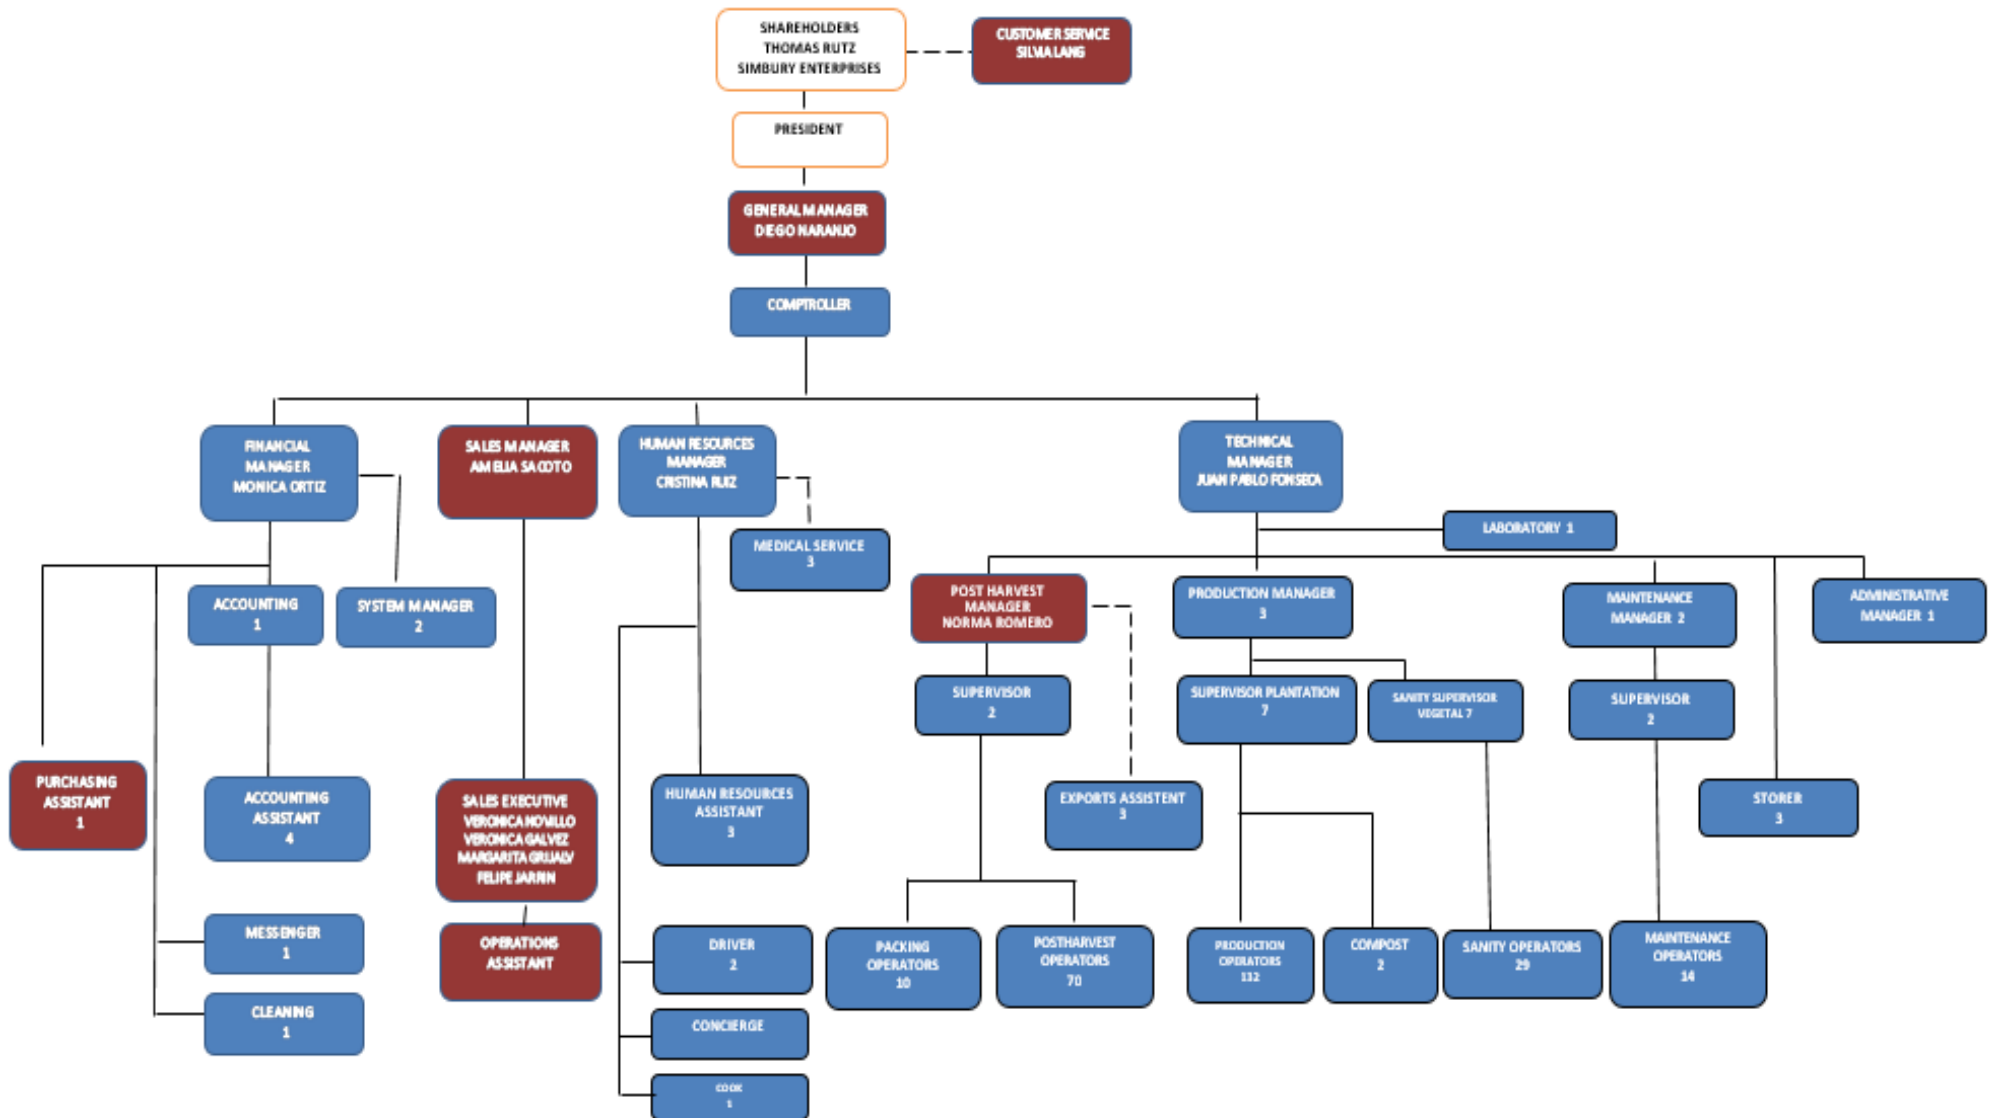 SHAREHOLDERS
THOMAS RUTZ
SIMBURY ENTERPRISES
CUSTOMER SERVICE
SILVIA LANG
PRESIDENT
GENERAL MANAGER
DIEGO NARANJO
COMPTROLLER
FINANCIAL
MANAGER
MONICA ORTIZ
SALES MANAGER
AMELIA SACOTO
HUMAN RESOURCES
MANAGER
CRISTINA RUIZ
TECHNICAL
MANAGER
JUAN PABLO FONSECA
LABORATORY 1
MEDICAL SERVICE
3
ACCOUNTING
1
SYSTEM MANAGER
2
POST HARVEST
MANAGER
NORMA ROMERO
PRODUCTION MANAGER
3
MAINTENANCE
MANAGER 2
ADMINISTRATIVE
MANAGER 1
SUPERVISOR
2
SUPERVISOR PLANTATION
7
SANITY SUPERVISOR
VEGETAL 7
SUPERVISOR
2
PURCHASING
ASSISTANT
1
ACCOUNTING
ASSISTANT
4
SALES EXECUTIVE
VERONICA NOVILLO
VERONICA GALVEZ
MARGARITA GRIJALV
FELIPE JARRIN
HUMAN RESOURCES
ASSISTANT
3
EXPORTS ASSISTENT
3
STORER
3
MESSENGER
1
OPERATIONS
ASSISTANT
DRIVER
2
PACKING
OPERATORS
10
POSTHARVEST
OPERATORS
70
PRODUCTION
OPERATORS
132
COMPOST
2
SANITY OPERATORS
29
MAINTENANCE
OPERATORS
14
CLEANING
1
CONCIERGE
COOK
1